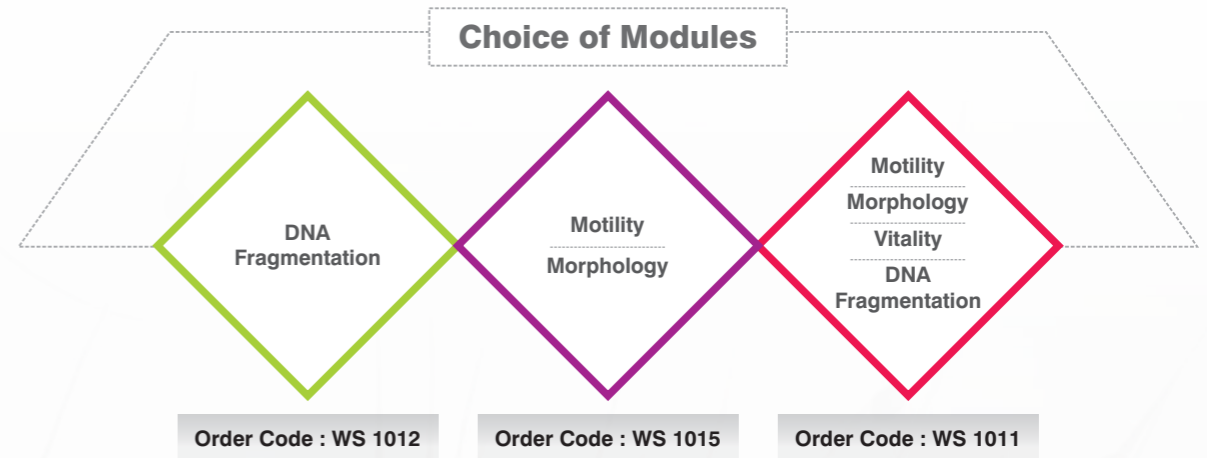 Choice of Modules
DNA
Fragmentation
Motility
Morphology
Motility
Morphology
Vitality
DNA
Fragmentation
Order Code : WS 1012
Order Code : WS 1015
Order Code : WS 1011